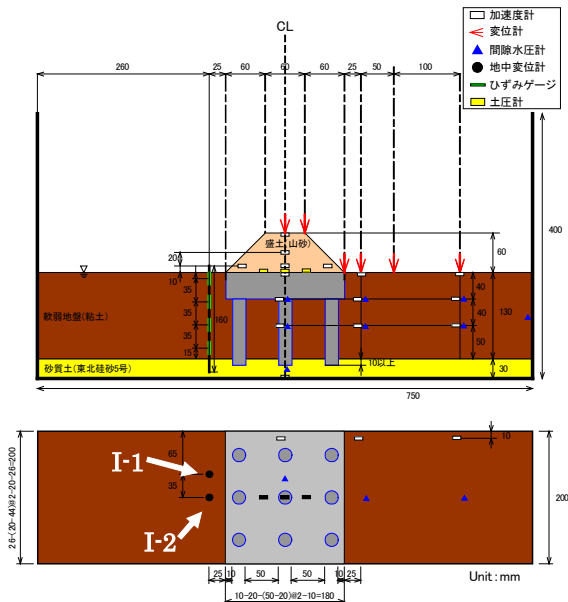 CL
加速度計
変位計
間隙水圧計
地中変位計
ひずみゲージ
土圧計
260
25
60
60
60
25
50
100
400
盛土(山砂)
20
60
10
35
35
35
15
160
軟弱地盤(粘土)
40
40
50
130
砂質土(東北硅砂5号)
10以上
30
750
I-1
I-2
65
35
10
26-(20-44)@2-20-26=200
200
25
10
50
50
10
25
10-20-(50-20)@2-10=180
Unit:mm